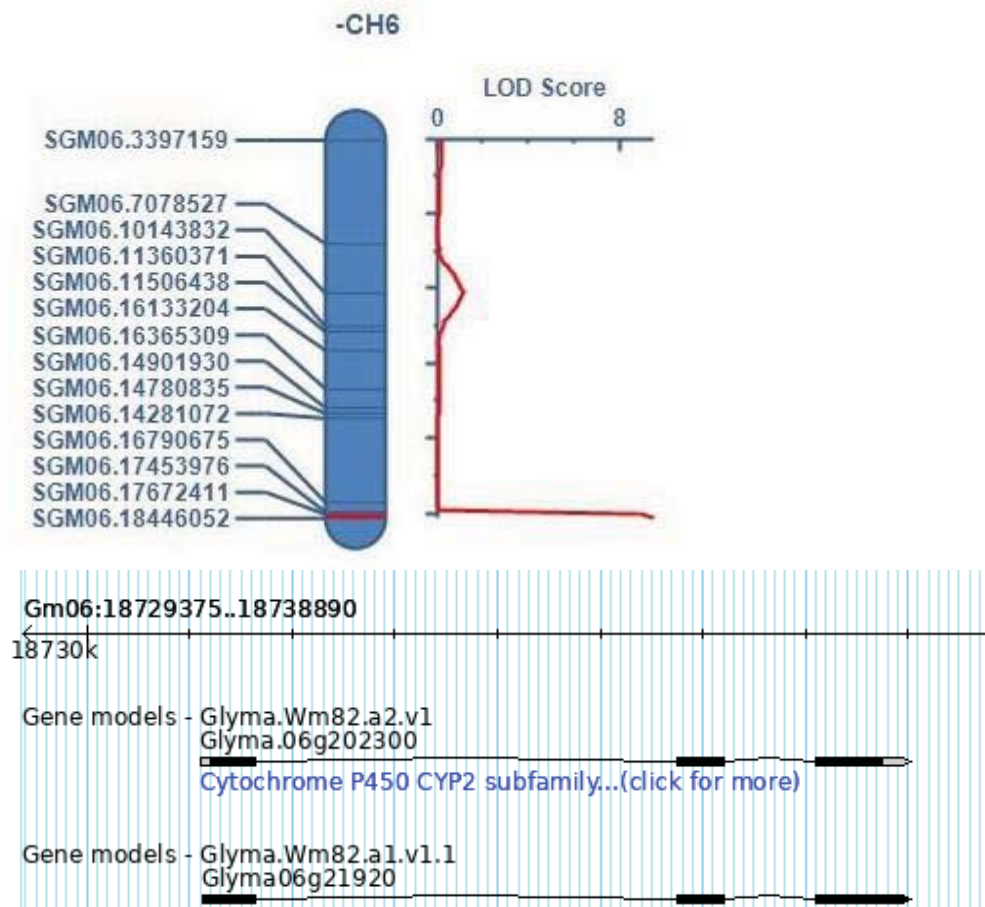 -CH6
LOD Score
0 8
SGM06.3397159
SGM06.7078527
SGM06.10143832
SGM06.11360371
SGM06.11506438
SGM06.16133204
SGM06.16365309
SGM06.14901930
SGM06.14780835
SGM06.14281072
SGM06.16790675
SGM06.17453976
SGM06.17672411
SGM06.18446052
Gm06:18729375..18738890
18730k
Gene models - Glyma.Wm82.a2.v1
Glyma.06g202300
Cytochrome P450 CYP2 subfamily...(click for more)
Gene models - Glyma.Wm82.a1.v1.1
Glyma06g21920